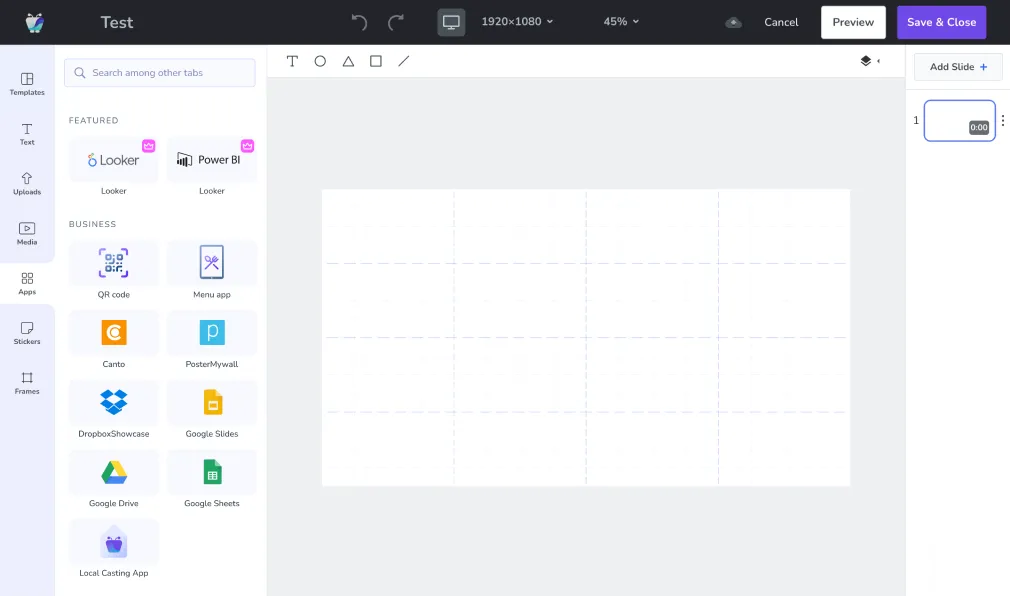 Test
1920×1080
45%
Cancel
Preview
Save & Close
Templates
Text
Uploads
Media
Apps
Stickers
Frames
Search among other tabs
FEATURED
Looker
Power BI
Looker
Looker
BUSINESS
QR code
Menu app
Canto
PosterMywall
DropboxShowcase
Google Slides
Google Drive
Google Sheets
Local Casting App
T
Add Slide +
1
0:00